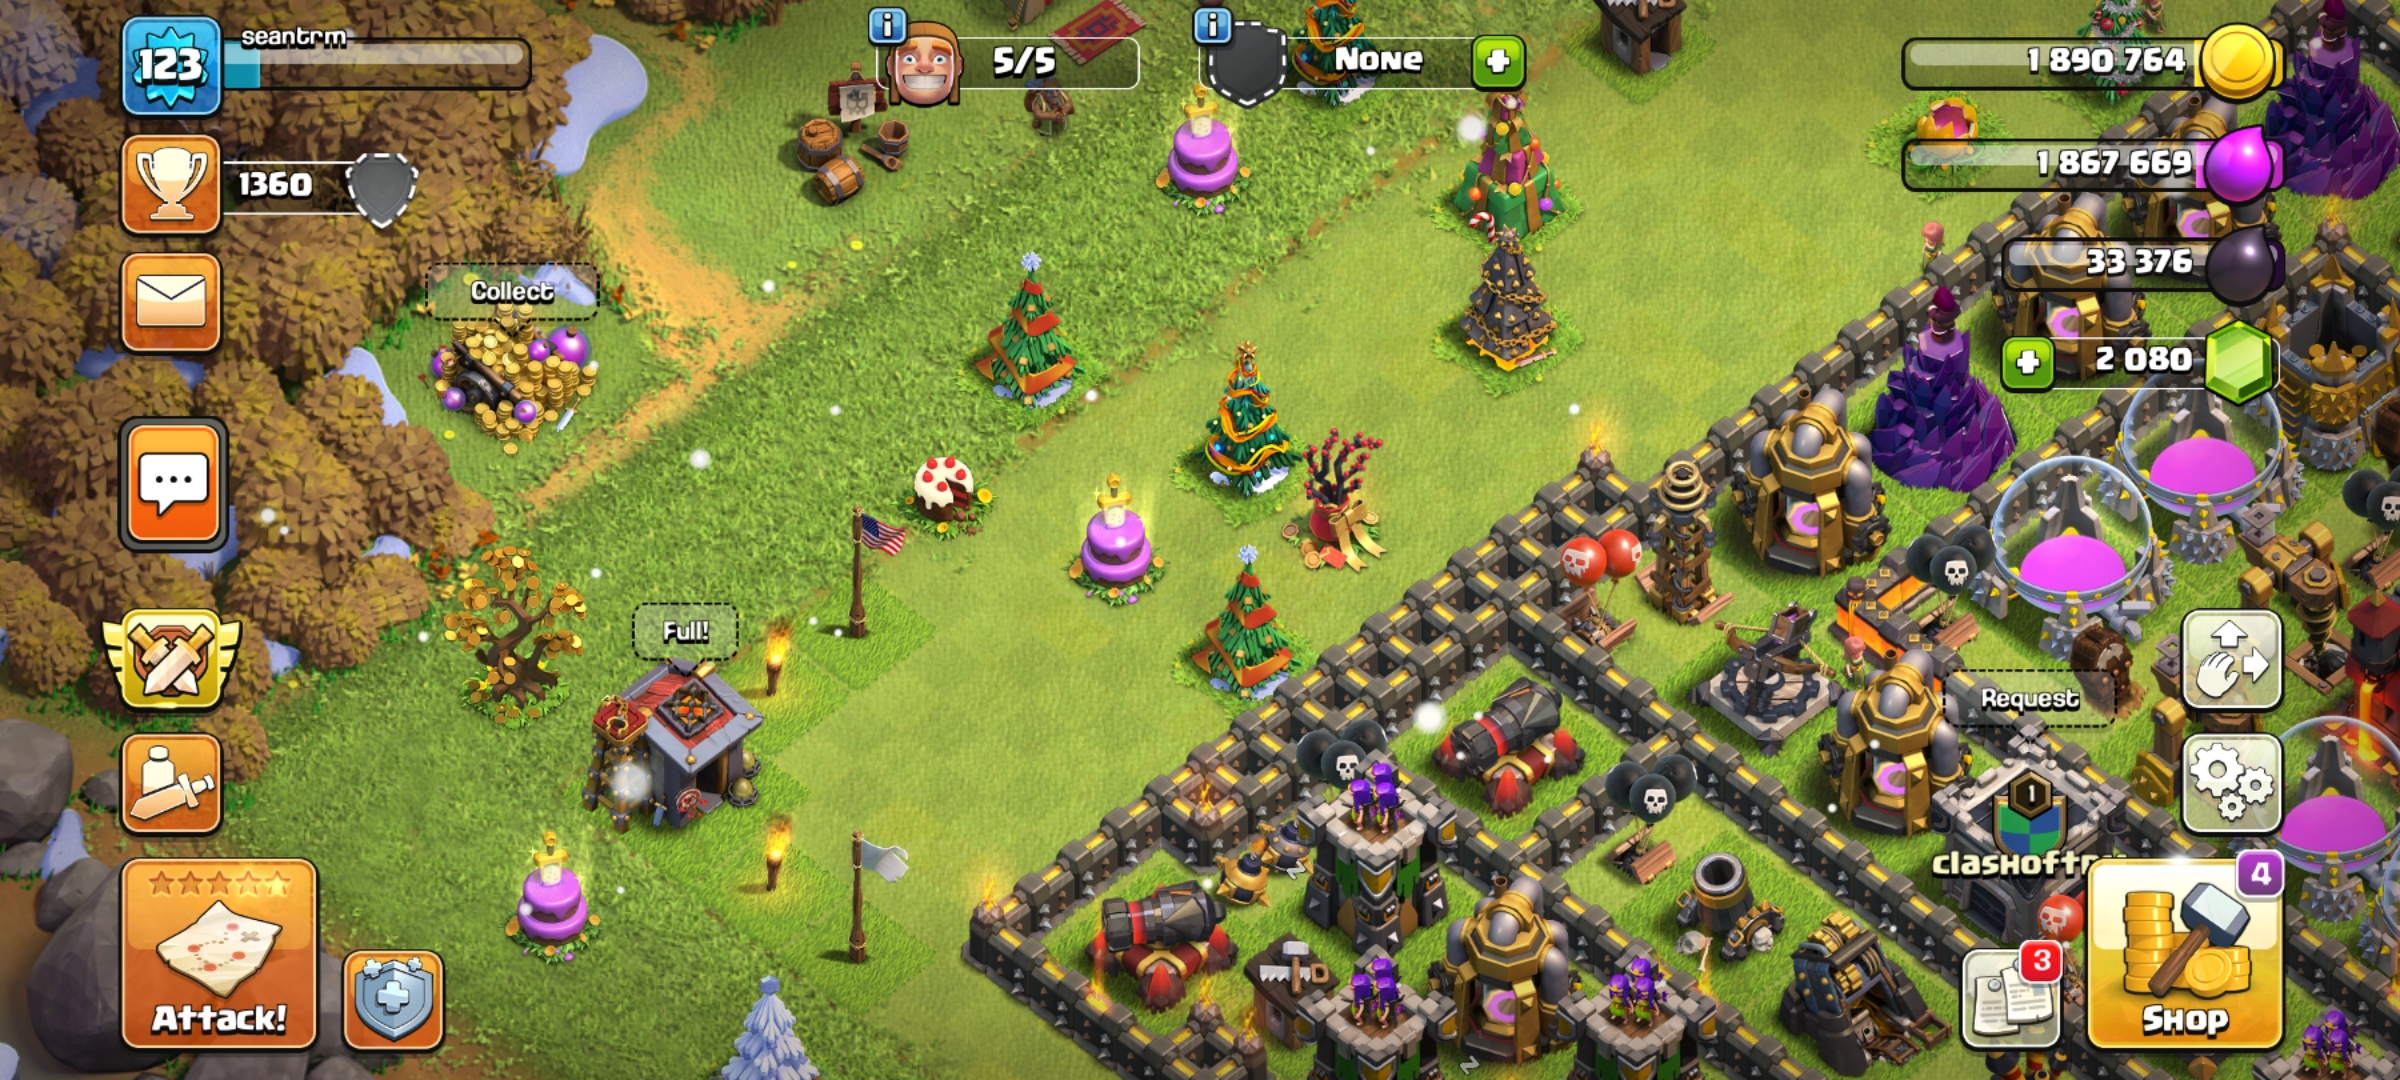 123
seantrm
5/5
None
1 890 764
1360
1 867 669
33 376
2 080
Collect
Full!
Request
1
4
3
Attack!
Shop